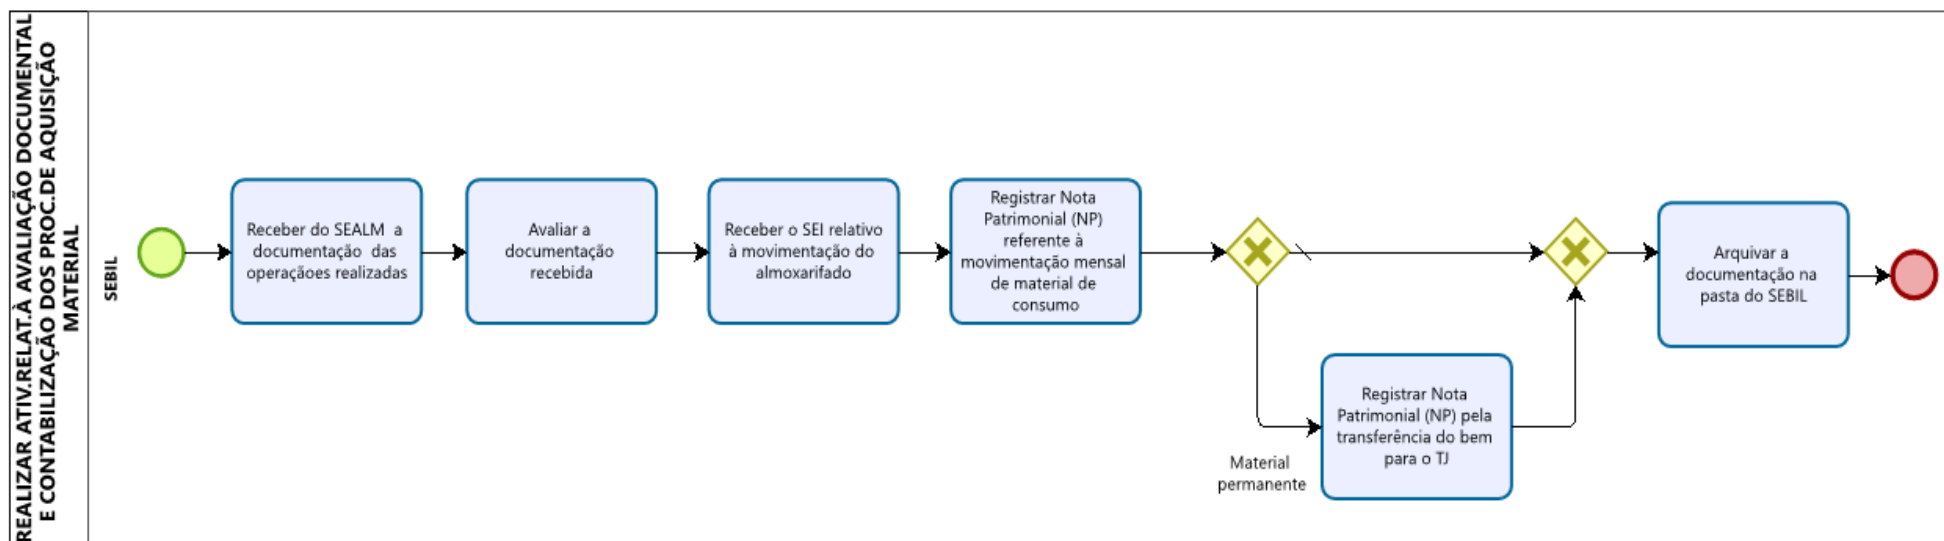 REALIZAR ATIV.RELAT.À AVALIAÇÃO DOCUMENTAL
E CONTABILIZAÇÃO DOS PROC.DE AQUISIÇÃO
MATERIAL
SEBIL
Receber do SEALM a
documentação das
operaçãoes realizadas
Avaliar a
documentação
recebida
Receber o SEI relativo
à movimentação do
almoxarifado
Registrar Nota
Patrimonial (NP)
referente à
movimentação mensal
de material de
consumo
Material
permanente
Registrar Nota
Patrimonial (NP) pela
transferência do bem
para o TJ
Arquivar a
documentação na
pasta do SEBIL